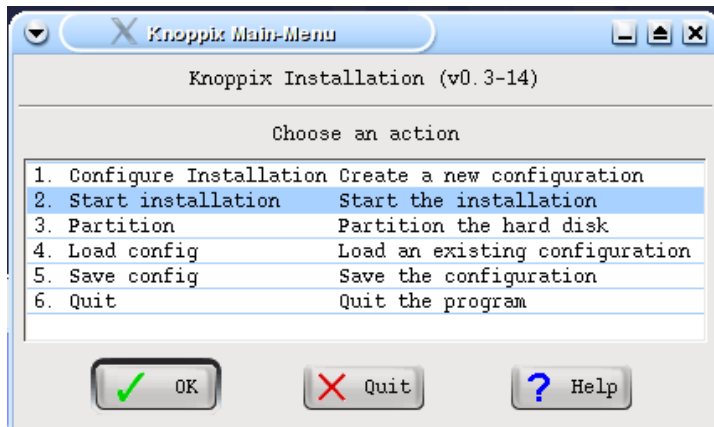 Knoppix Main-Menu
Knoppix Installation (v0.3-14)
Choose an action
1. Configure Installation Create a new configuration
2. Start installation Start the installation
3. Partition Partition the hard disk
4. Load config Load an existing configuration
5. Save config Save the configuration
6. Quit Quit the program
OK Quit ? Help